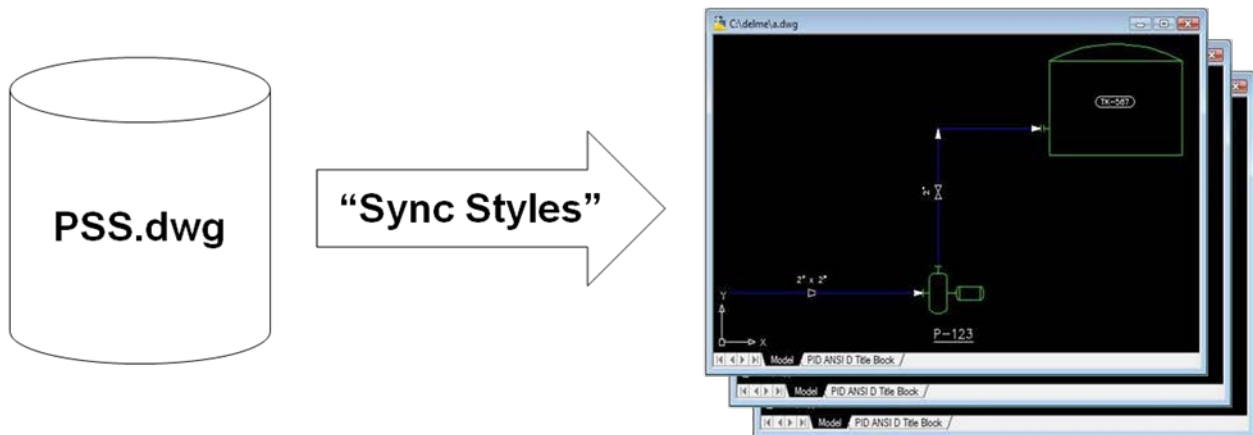 PSS.dwg
“Sync Styles”
C:\delme\a.dwg
TK-567
2"
2" x 2"
Y
X
P-123
Model
PID ANSI D Title Block
Model
PID ANSI D Title Block
Model
PID ANSI D Title Block